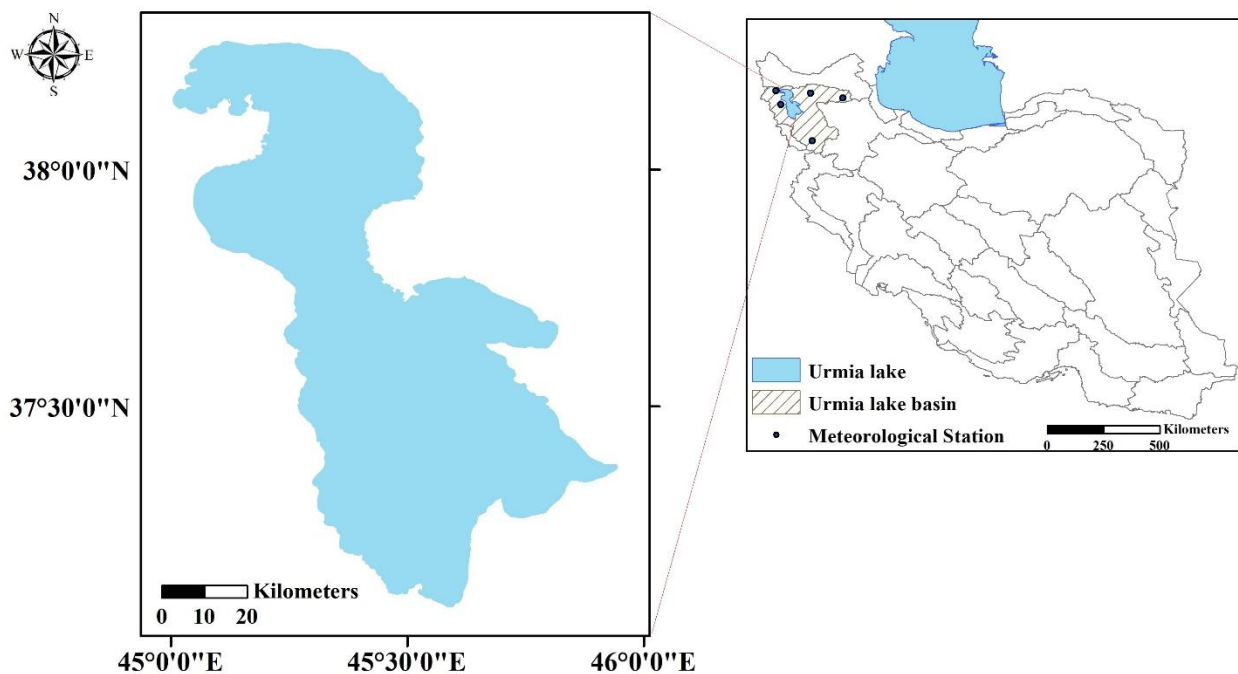 N
W E
S
38°0'0"N
37°30'0"N
Kilometers
0 10 20
45°0'0"E 45°30'0"E 46°0'0"E
Urmia lake
Urmia lake basin
Meteorological Station
Kilometers
0 250 500